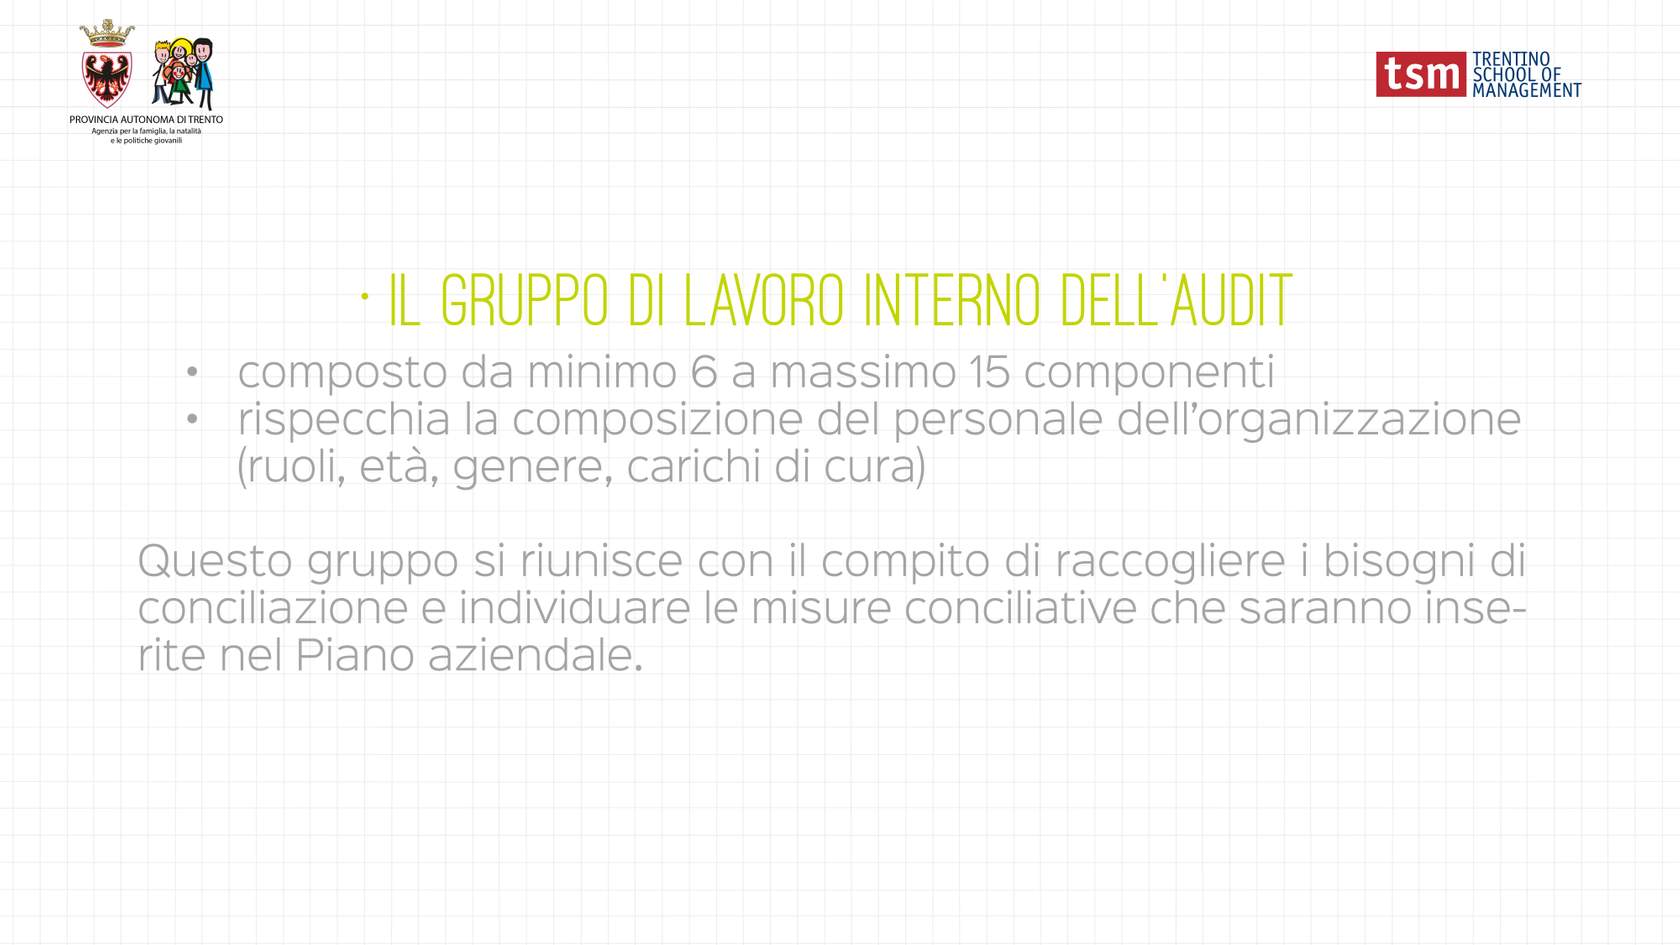 PROVINCIA AUTONOMA DI TRENTO
Agenzia per la famiglia, la natalità
e le politiche giovanili
tsm
TRENTINO
SCHOOL OF
MANAGEMENT
· IL GRUPPO DI LAVORO INTERNO DELL'AUDIT
• composto da minimo 6 a massimo 15 componenti
• rispecchia la composizione del personale dell’organizzazione
(ruoli, età, genere, carichi di cura)
Questo gruppo si riunisce con il compito di raccogliere i bisogni di
conciliazione e individuare le misure conciliative che saranno inse-
rite nel Piano aziendale.